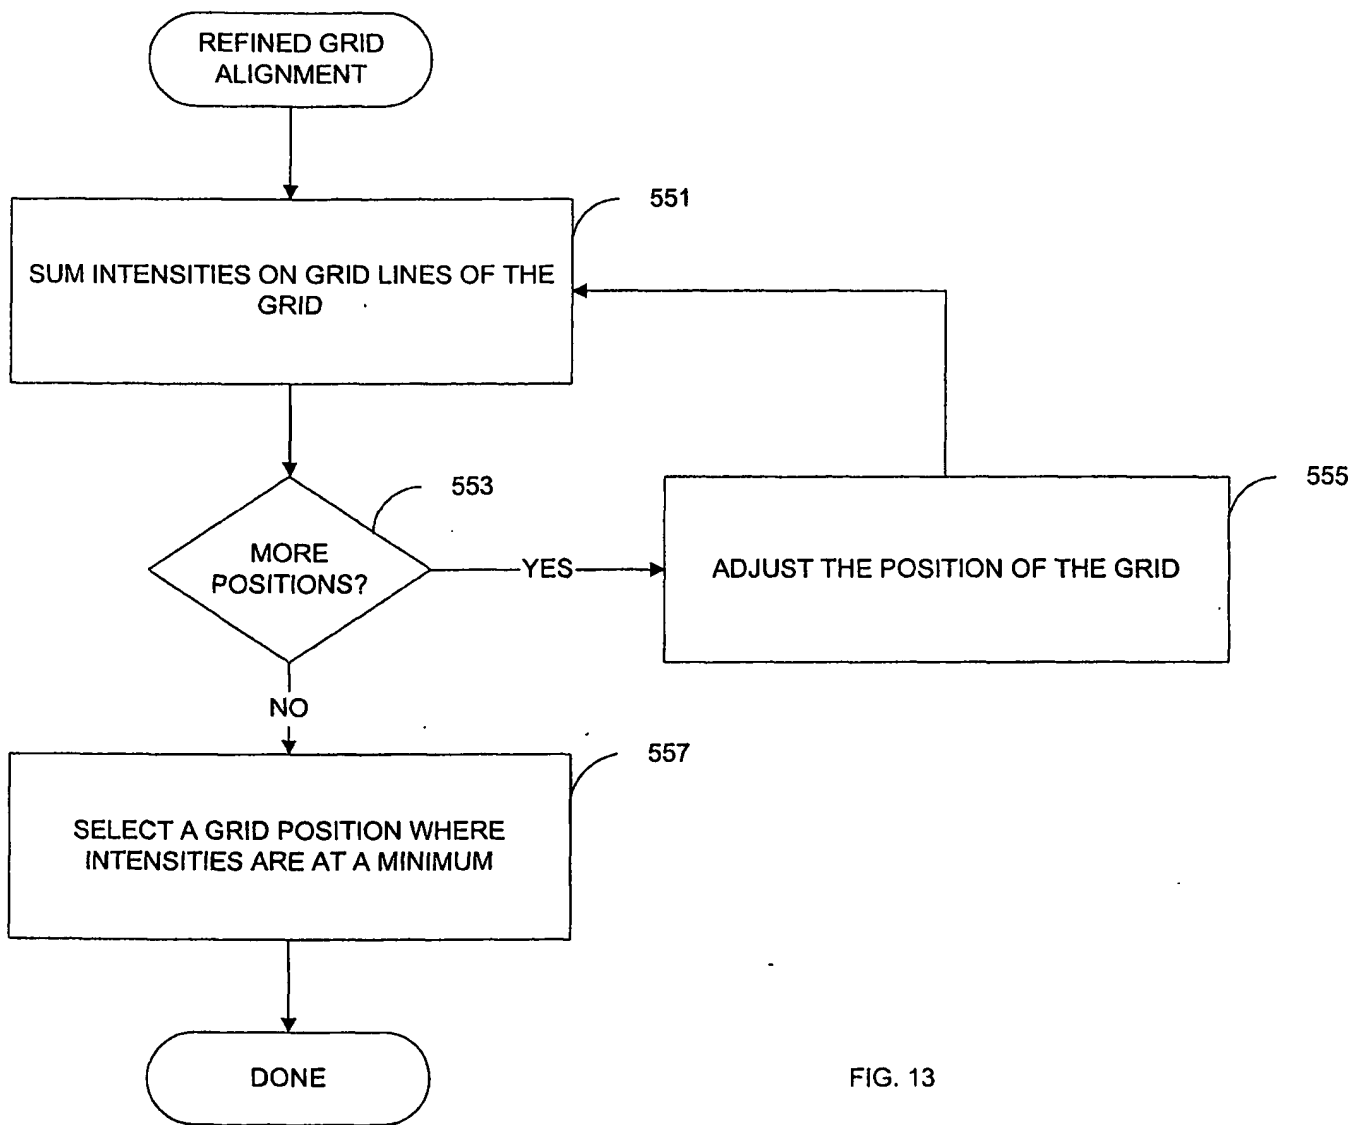 REFINED GRID
ALIGNMENT
551
SUM INTENSITIES ON GRID LINES OF THE
GRID
553
MORE
POSITIONS?
YES
555
ADJUST THE POSITION OF THE GRID
NO
557
SELECT A GRID POSITION WHERE
INTENSITIES ARE AT A MINIMUM
DONE
FIG. 13